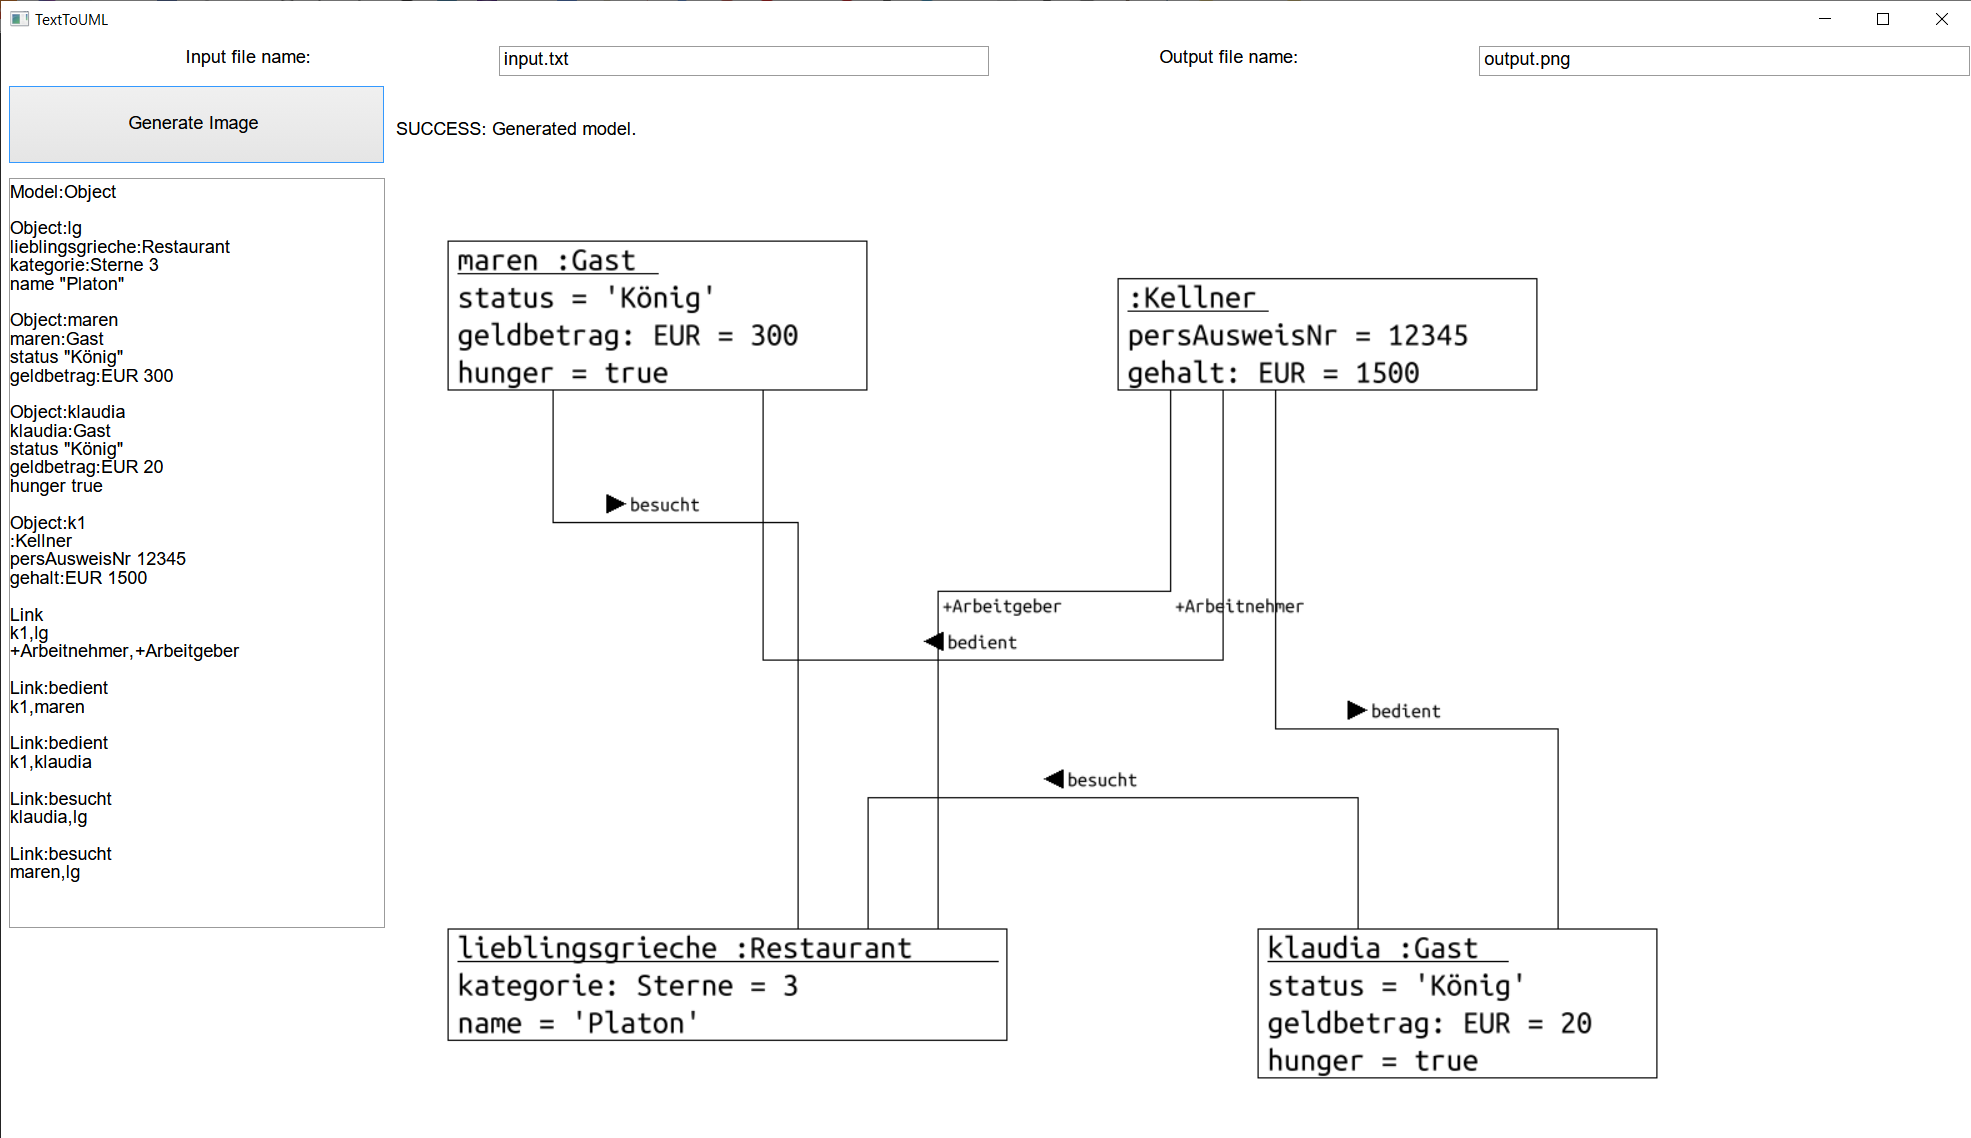 TextToUML
Input file name:
input.txt
Output file name:
output.png
Generate Image
SUCCESS: Generated model.
Model:Object
Object:lg
lieblingsgrieche:Restaurant
kategorie:Sterne 3
name "Platon"
Object:maren
maren:Gast
status "König"
geldbetrag:EUR 300
Object:klaudia
klaudia:Gast
status "König"
geldbetrag:EUR 20
hunger true
Object:k1
:Kellner
persAusweisNr 12345
gehalt:EUR 1500
Link
k1,lg
+Arbeitnehmer,+Arbeitgeber
Link:bedient
k1,maren
Link:bedient
k1,klaudia
Link:besucht
klaudia,lg
Link:besucht
maren,lg
maren :Gast
status = 'König'
geldbetrag: EUR = 300
hunger = true
:Kellner
persAusweisNr = 12345
gehalt: EUR = 1500
besucht
+Arbeitgeber
+Arbeitnehmer
bedient
bedient
besucht
lieblingsgrieche :Restaurant
kategorie: Sterne = 3
name = 'Platon'
klaudia :Gast
status = 'König'
geldbetrag: EUR = 20
hunger = true